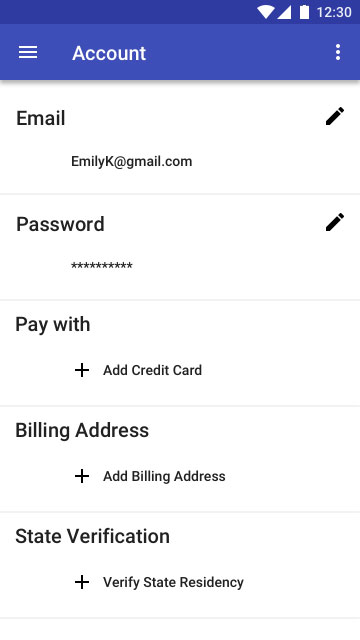 12:30
Account
Email
EmilyK@gmail.com
Password
**********
Pay with
Add Credit Card
Billing Address
Add Billing Address
State Verification
Verify State Residency